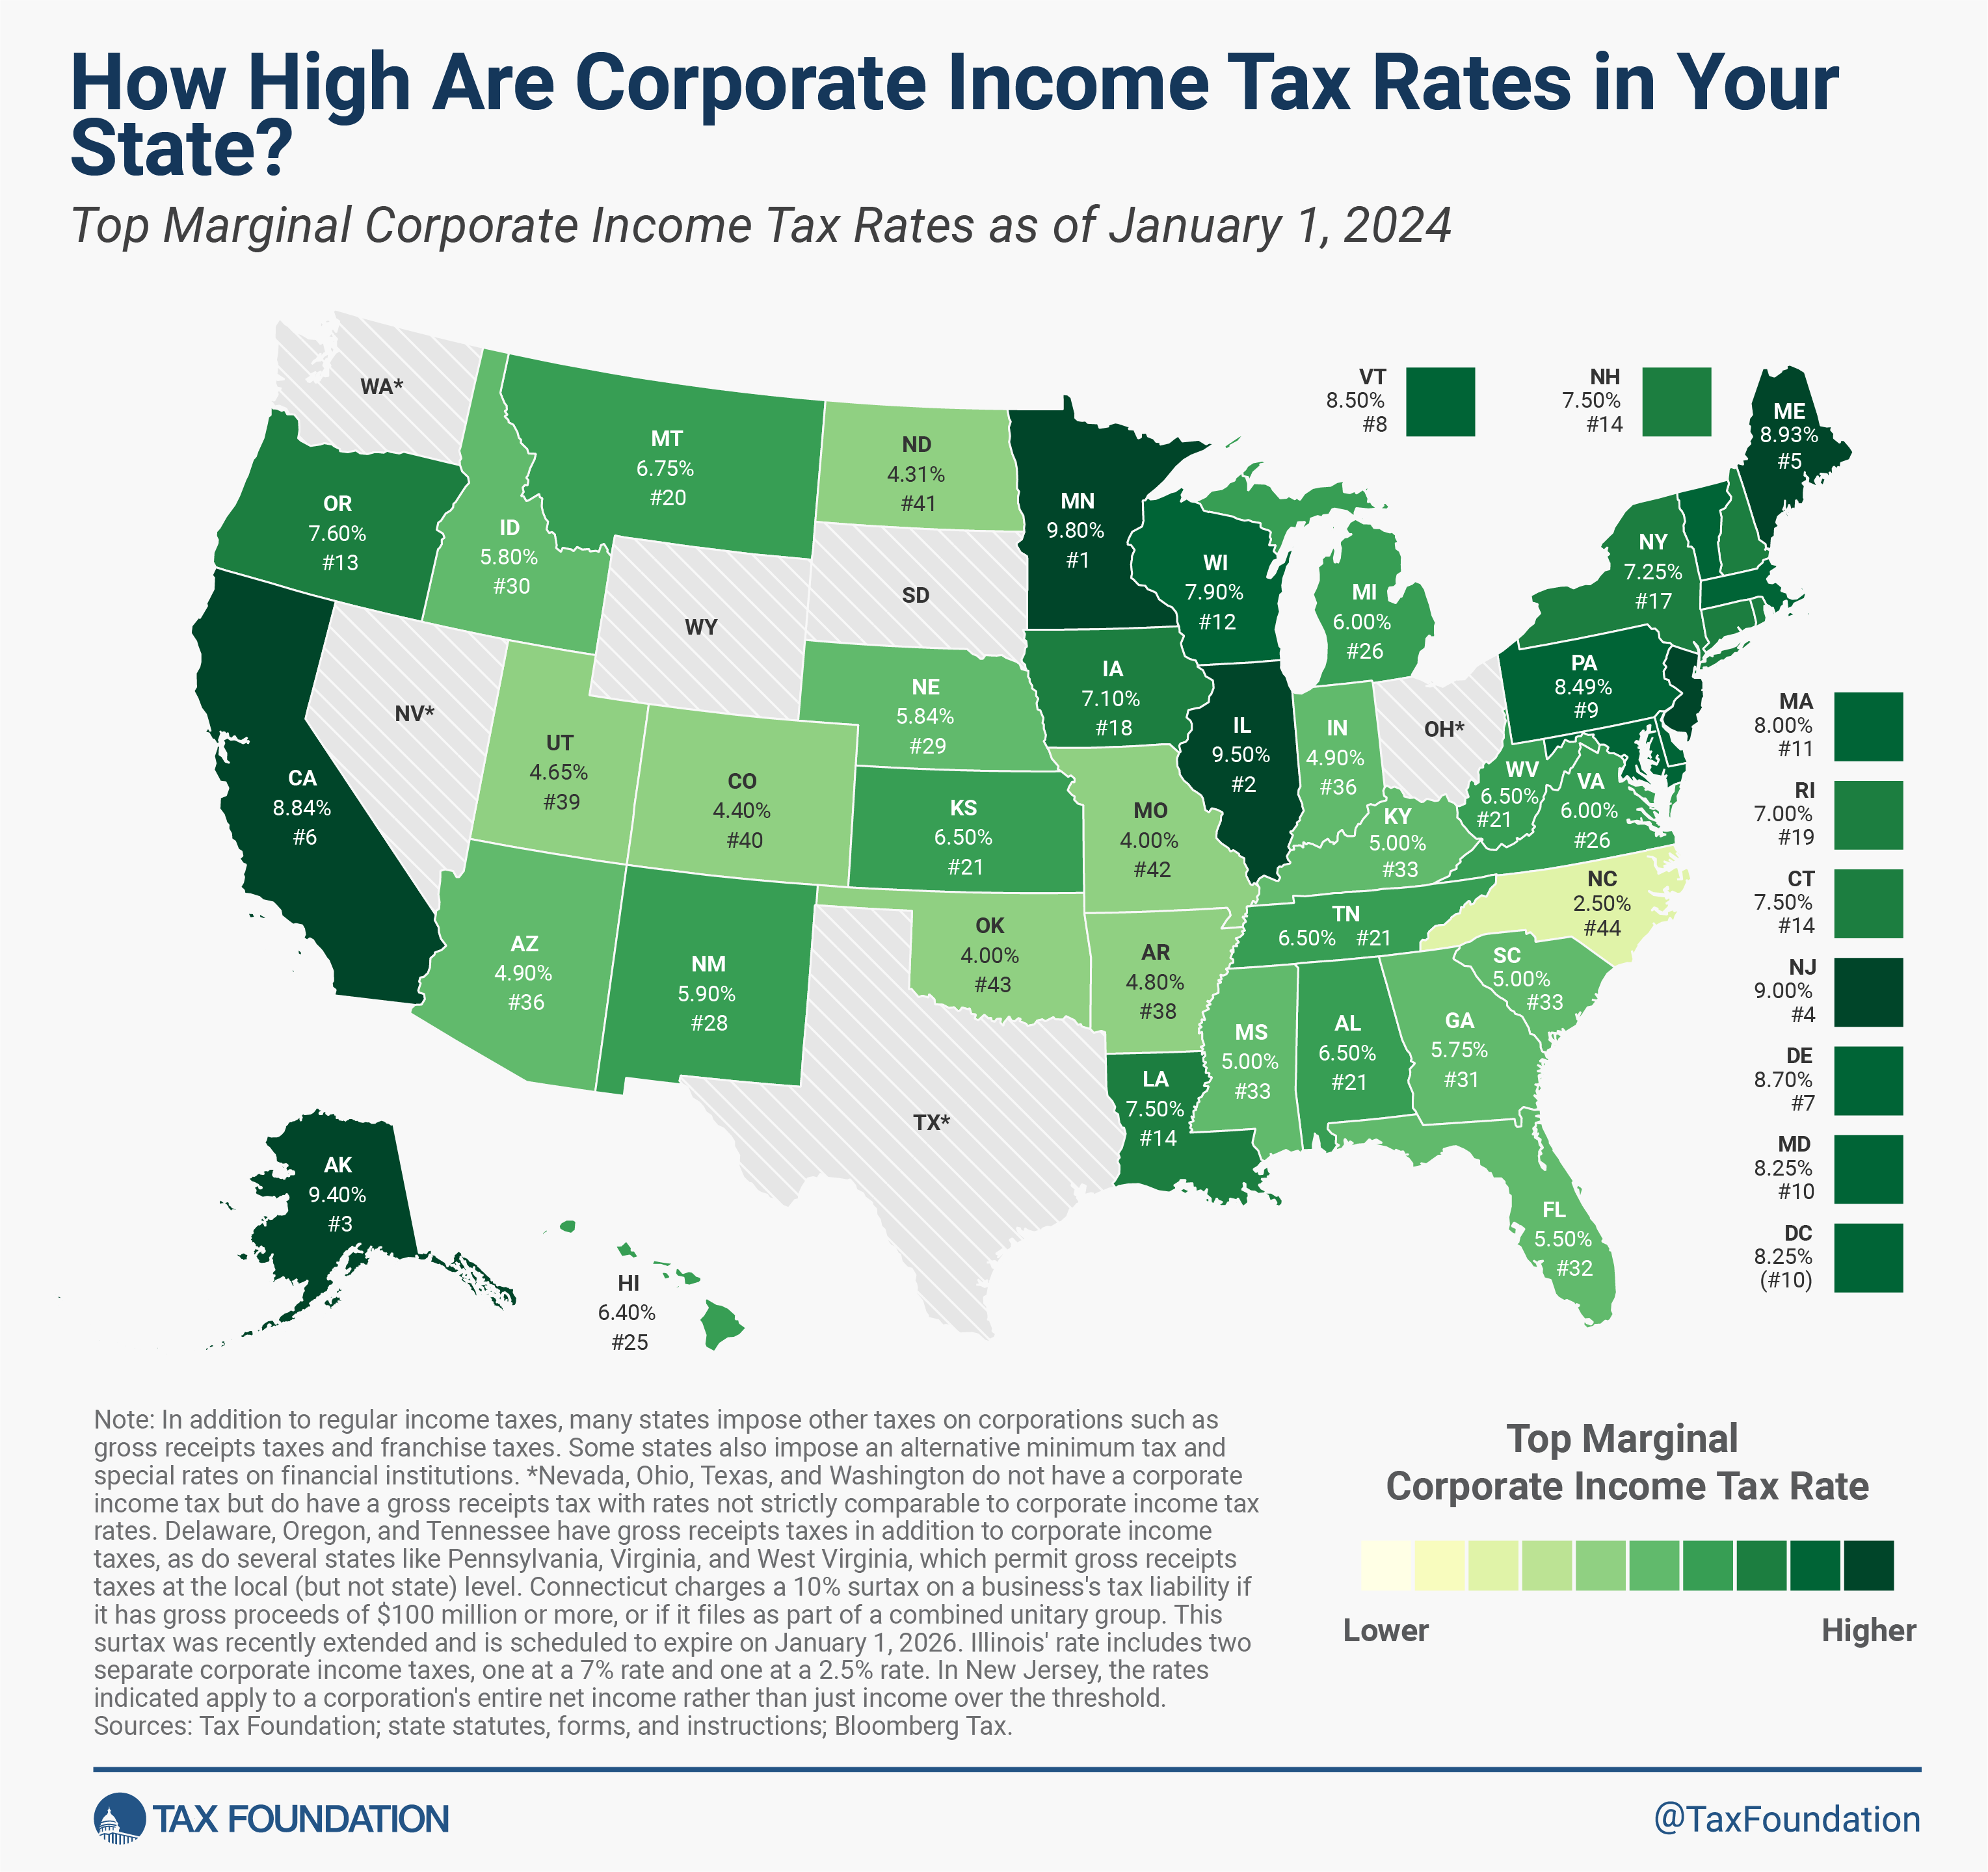 How High Are Corporate Income Tax Rates in Your
State?
Top Marginal Corporate Income Tax Rates as of January 1, 2024
WA*
OR
7.60%
#13
CA
8.84%
#6
NV*
ID
5.80%
#30
MT
6.75%
#20
WY
UT
4.65%
#39
AZ
4.90%
#36
CO
4.40%
#40
NM
5.90%
#28
ND
4.31%
#41
SD
NE
5.84%
#29
KS
6.50%
#21
OK
4.00%
#43
TX*
MN
9.80%
#1
IA
7.10%
#18
MO
4.00%
#42
AR
4.80%
#38
LA
7.50%
#14
WI
7.90%
#12
IL
9.50%
#2
MI
6.00%
#26
IN
4.90%
#36
OH*
KY
5.00%
#33
TN
6.50% #21
MS
5.00%
#33
AL
6.50%
#21
GA
5.75%
#31
FL
5.50%
#32
SC
5.00%
#33
NC
2.50%
#44
VA
6.00%
#26
WV
6.50%
#21
PA
8.49%
#9
NY
7.25%
#17
VT
8.50%
#8
NH
7.50%
#14
ME
8.93%
#5
MA
8.00%
#11
RI
7.00%
#19
CT
7.50%
#14
NJ
9.00%
#4
DE
8.70%
#7
MD
8.25%
#10
DC
8.25%
(#10)
AK
9.40%
#3
HI
6.40%
#25
Note: In addition to regular income taxes, many states impose other taxes on corporations such as
gross receipts taxes and franchise taxes. Some states also impose an alternative minimum tax and
special rates on financial institutions. *Nevada, Ohio, Texas, and Washington do not have a corporate
income tax but do have a gross receipts tax with rates not strictly comparable to corporate income tax
rates. Delaware, Oregon, and Tennessee have gross receipts taxes in addition to corporate income
taxes, as do several states like Pennsylvania, Virginia, and West Virginia, which permit gross receipts
taxes at the local (but not state) level. Connecticut charges a 10% surtax on a business's tax liability if
it has gross proceeds of $100 million or more, or if it files as part of a combined unitary group. This
surtax was recently extended and is scheduled to expire on January 1, 2026. Illinois' rate includes two
separate corporate income taxes, one at a 7% rate and one at a 2.5% rate. In New Jersey, the rates
indicated apply to a corporation's entire net income rather than just income over the threshold.
Sources: Tax Foundation; state statutes, forms, and instructions; Bloomberg Tax.
Top Marginal
Corporate Income Tax Rate
Lower
Higher
TAX FOUNDATION
@TaxFoundation